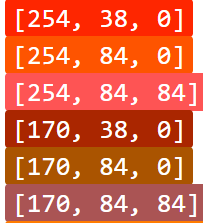 [254, 38, 0]
[254, 84, 0]
[254, 84, 84]
[170, 38, 0]
[170, 84, 0]
[170, 84, 84]